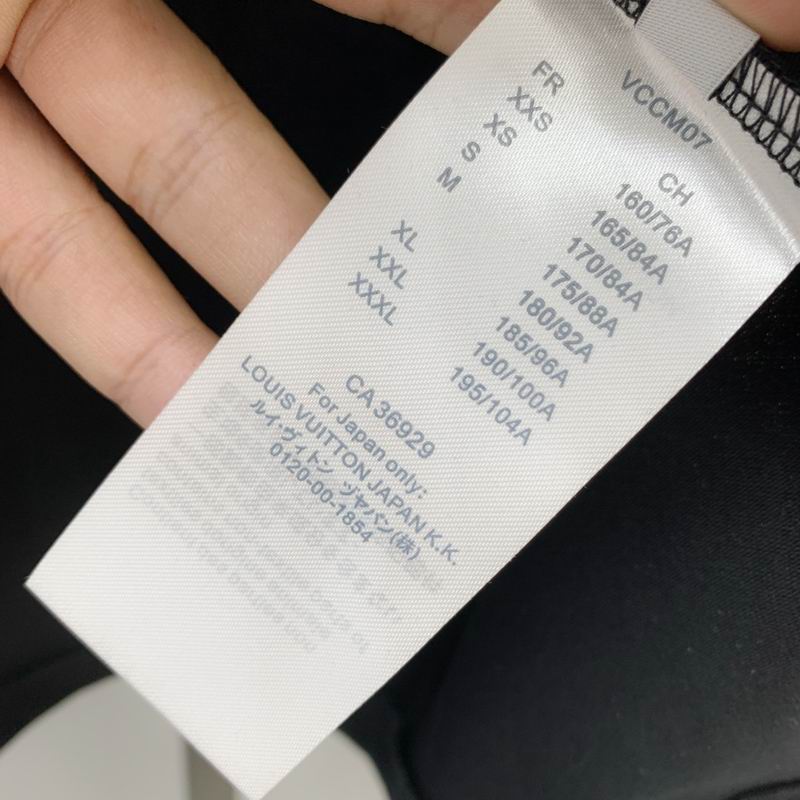 VCCM07
FR CH
XXS 160/76A
XS 165/84A
S 170/84A
M 175/88A
180/92A
XL 185/96A
XXL 190/100A
XXXL 195/104A
CA 36929
For Japan only:
LOUIS VUITTON JAPAN K.K.
ルイ・ヴィトン ジャパン(株)
0120-00-1854